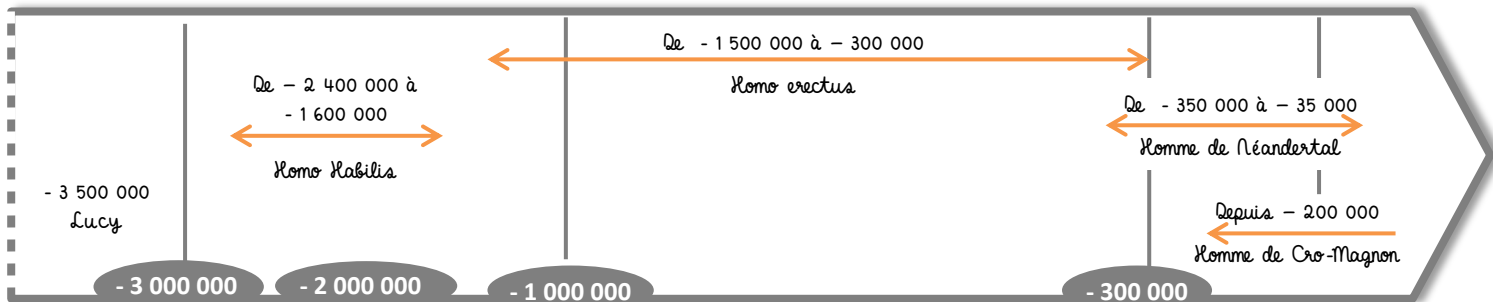 De - 1 500 000 à – 300 000
Homo erectus
De – 2 400 000 à
- 1 600 000
Homo Habilis
De - 350 000 à – 35 000
Homme de Néandertal
- 3 500 000
Lucy
Depuis – 200 000
Homme de Cro-Magnon
- 3 000 000
- 2 000 000
- 1 000 000
- 300 000